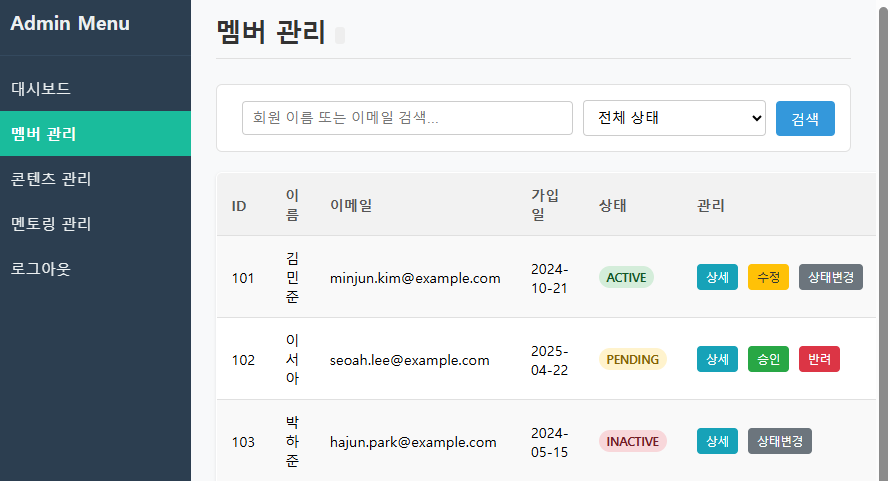 Admin Menu
대시보드
멤버 관리
콘텐츠 관리
멘토링 관리
로그아웃
멤버 관리
회원 이름 또는 이메일 검색...
전체 상태
검색
ID 이름 이메일 가입일 상태 관리
101 김민준 minjun.kim@example.com 2024-10-21 ACTIVE 상세 수정 상태변경
102 이서아 seoah.lee@example.com 2025-04-22 PENDING 상세 승인 반려
103 박하준 hajun.park@example.com 2024-05-15 INACTIVE 상세 상태변경